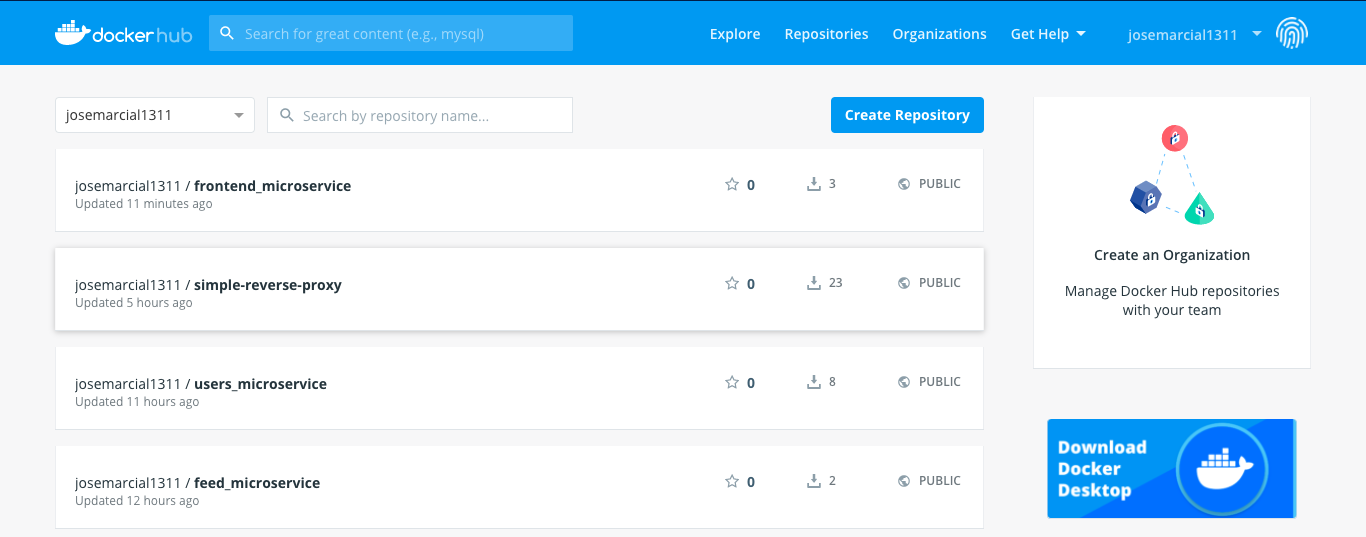 docker hub
Search for great content (e.g., mysql)
Explore
Repositories
Organizations
Get Help
josemarcial1311
josemarcial1311
Search by repository name...
Create Repository
josemarcial1311 / frontend_microservice
Updated 11 minutes ago
0
3
PUBLIC
josemarcial1311 / simple-reverse-proxy
Updated 5 hours ago
0
23
PUBLIC
josemarcial1311 / users_microservice
Updated 11 hours ago
0
8
PUBLIC
josemarcial1311 / feed_microservice
Updated 12 hours ago
0
2
PUBLIC
Create an Organization
Manage Docker Hub repositories
with your team
Download
Docker
Desktop